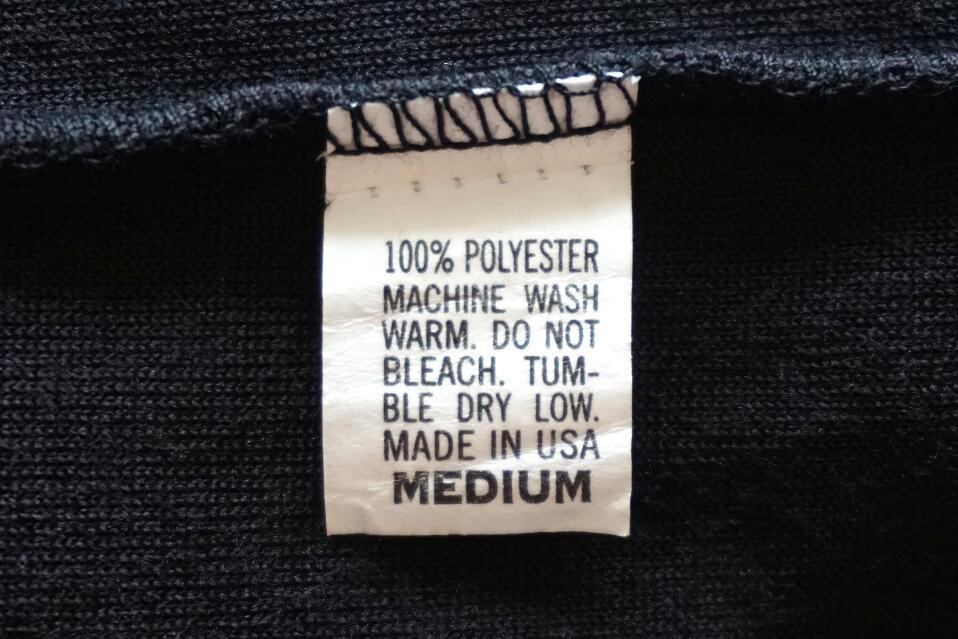 100% POLYESTER
MACHINE WASH
WARM. DO NOT
BLEACH. TUM-
BLE DRY LOW.
MADE IN USA
MEDIUM